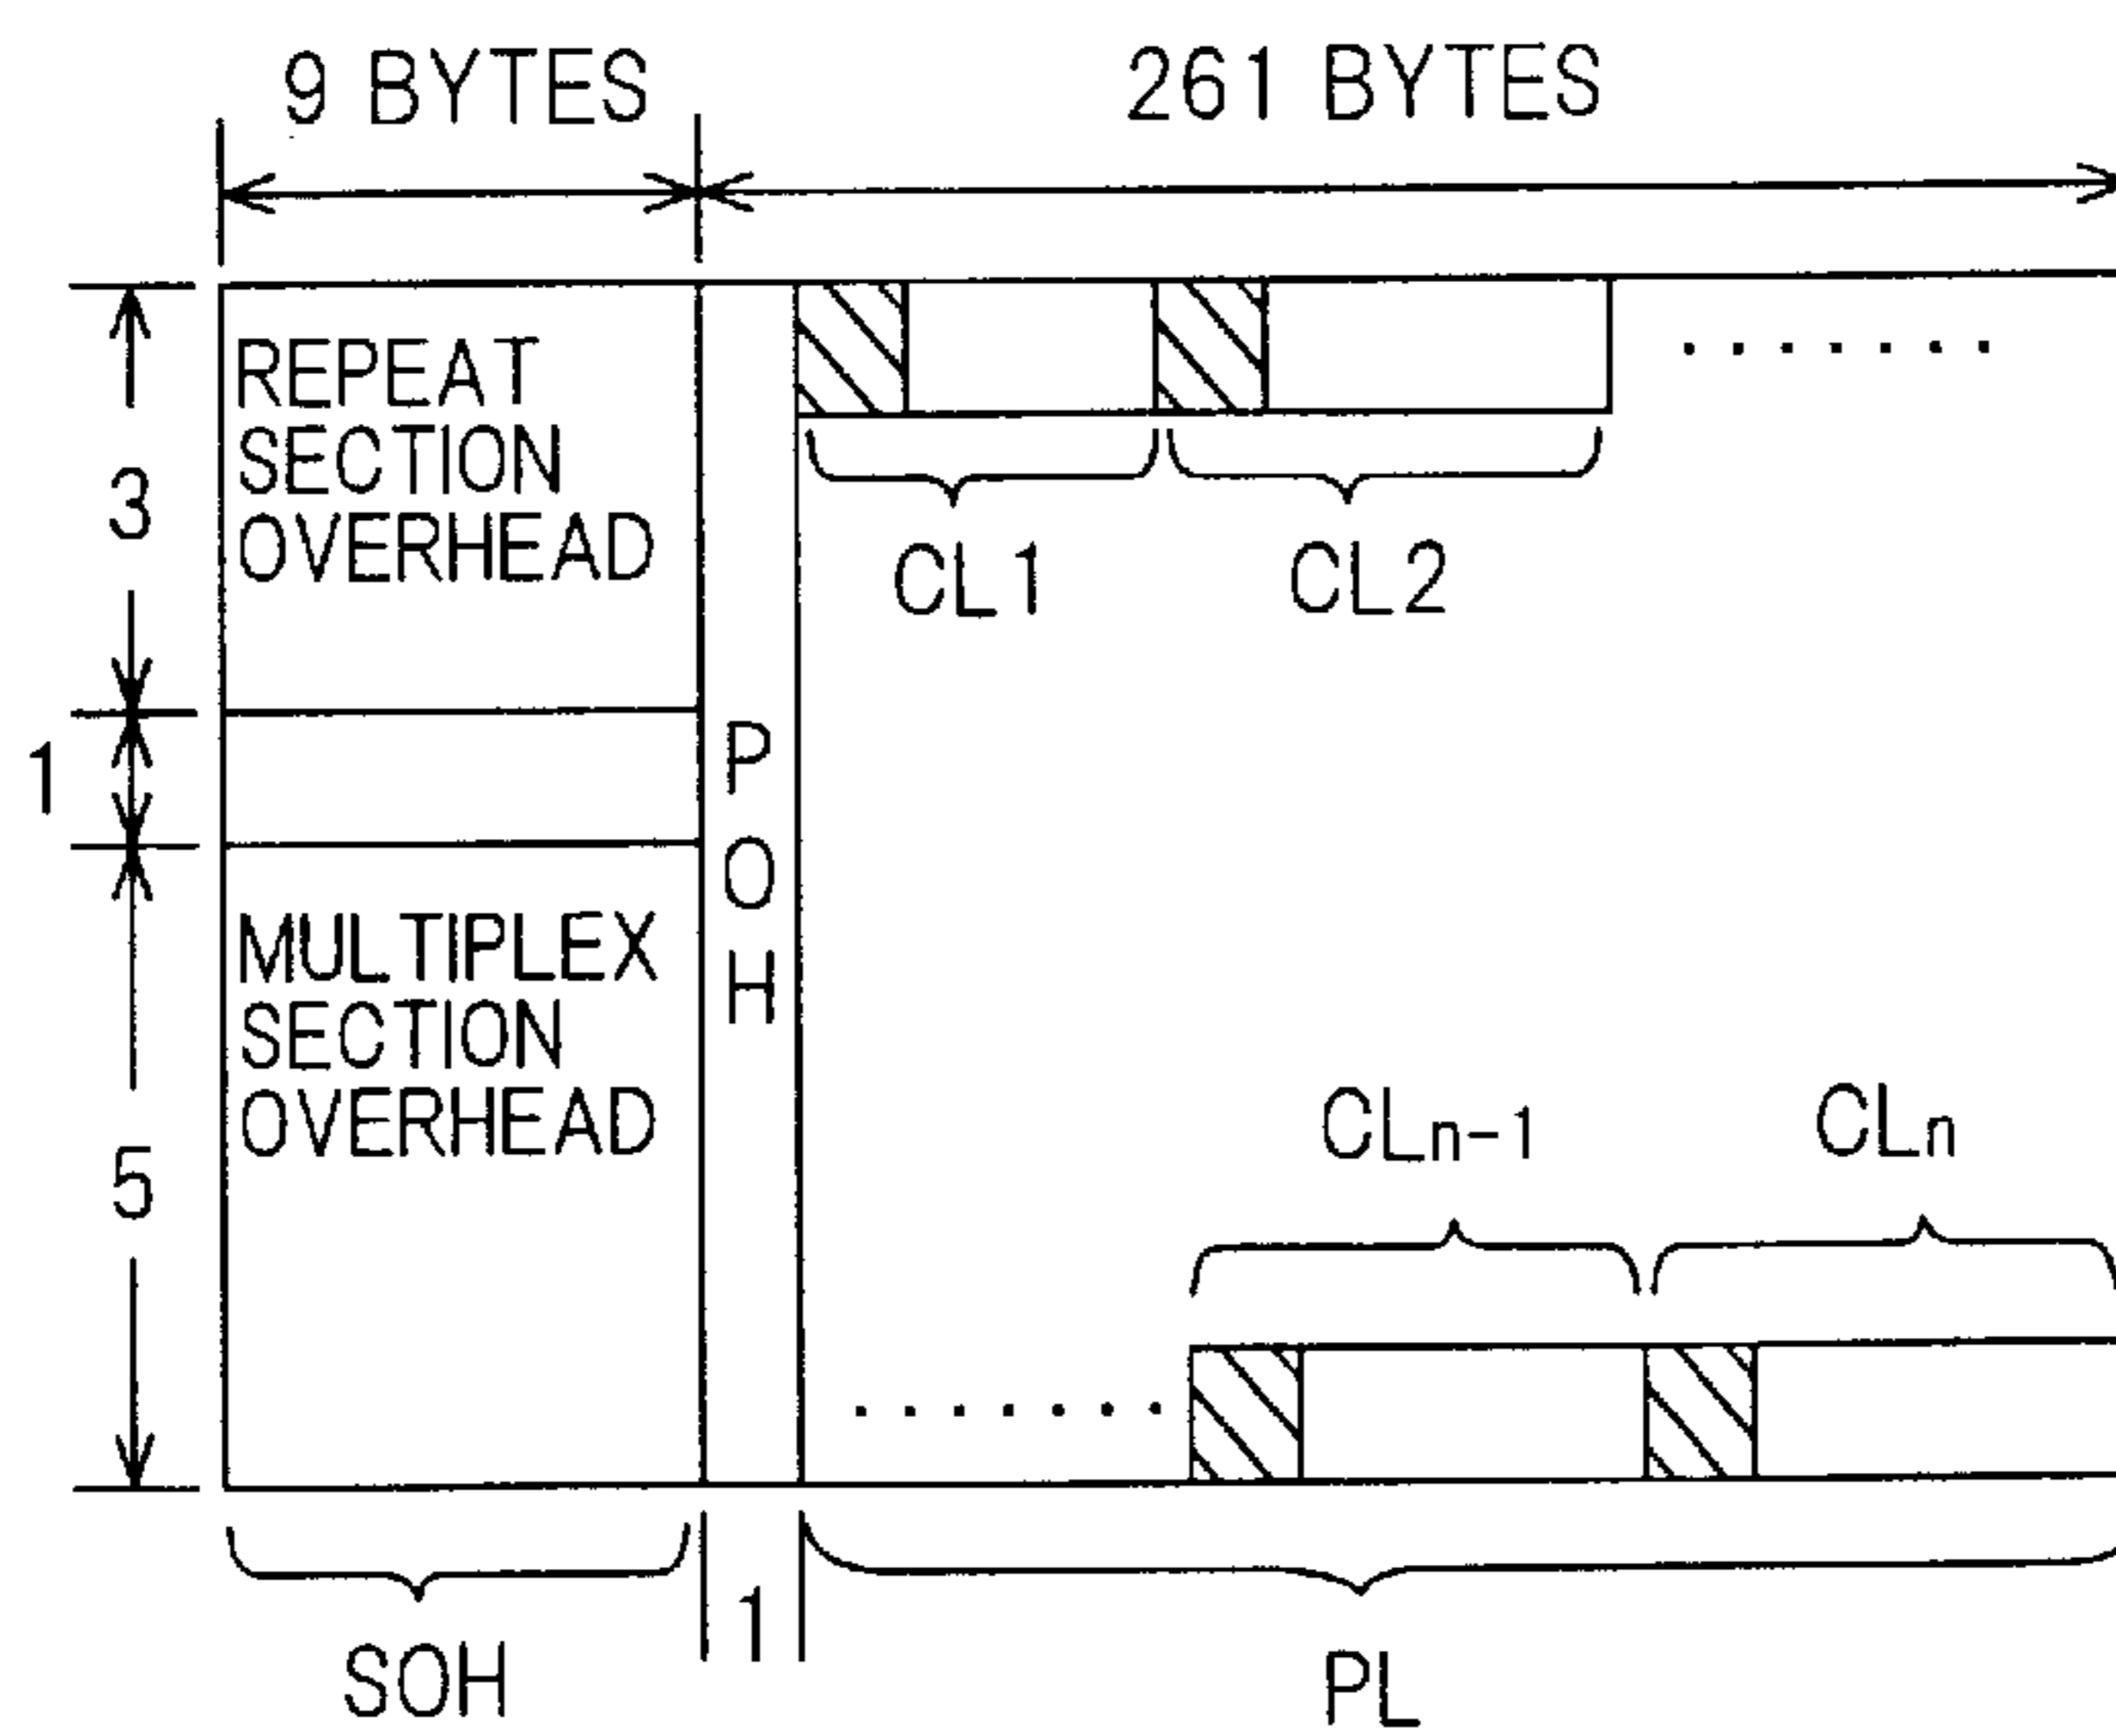 9 BYTES
261 BYTES
REPEAT
SECTION
OVERHEAD
3
CL1
CL2
1
P
O
H
MULTIPLEX
SECTION
OVERHEAD
5
CLn-1
CLn
SOH
1
PL